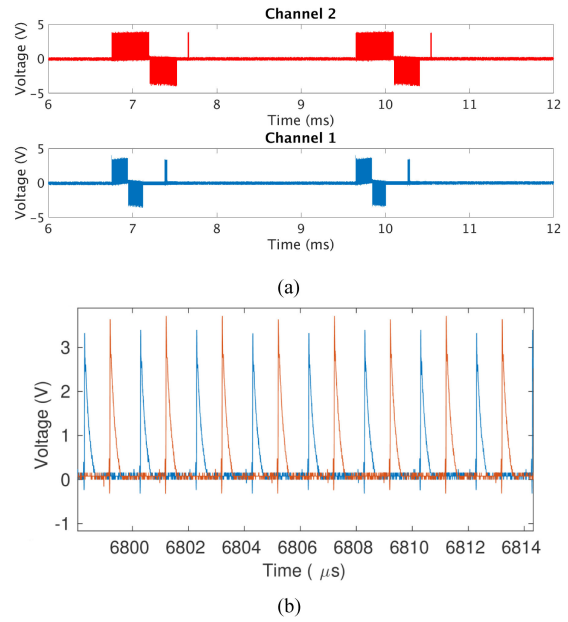 Channel 2
5
0
-5
Voltage (V)
6 7 8 9 10 11 12
Time (ms)
Channel 1
5
0
-5
Voltage (V)
6 7 8 9 10 11 12
Time (ms)
(a)
3
2
1
0
-1
Voltage (V)
6800 6802 6804 6806 6808 6810 6812 6814
Time ( μs)
(b)